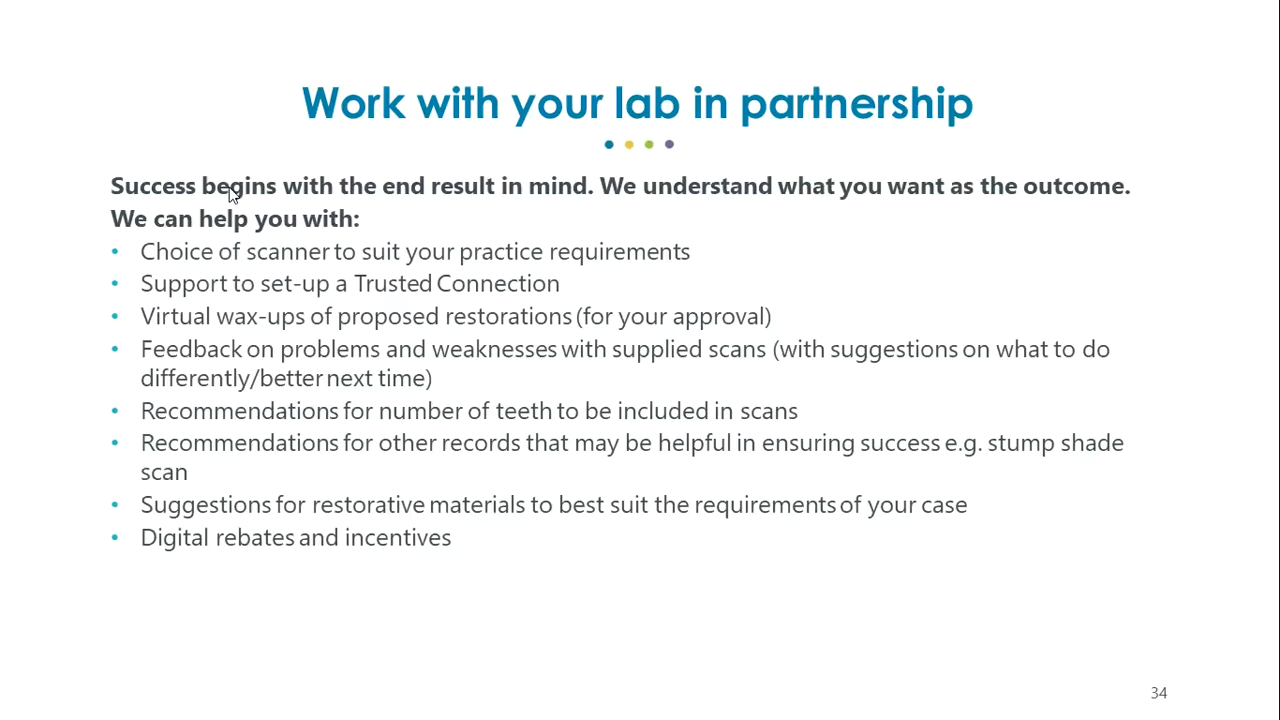 Work with your lab in partnership
Success begins with the end result in mind. We understand what you want as the outcome.
We can help you with:
• Choice of scanner to suit your practice requirements
• Support to set-up a Trusted Connection
• Virtual wax-ups of proposed restorations (for your approval)
• Feedback on problems and weaknesses with supplied scans (with suggestions on what to do
differently/better next time)
• Recommendations for number of teeth to be included in scans
• Recommendations for other records that may be helpful in ensuring success e.g. stump shade
scan
• Suggestions for restorative materials to best suit the requirements of your case
• Digital rebates and incentives
34